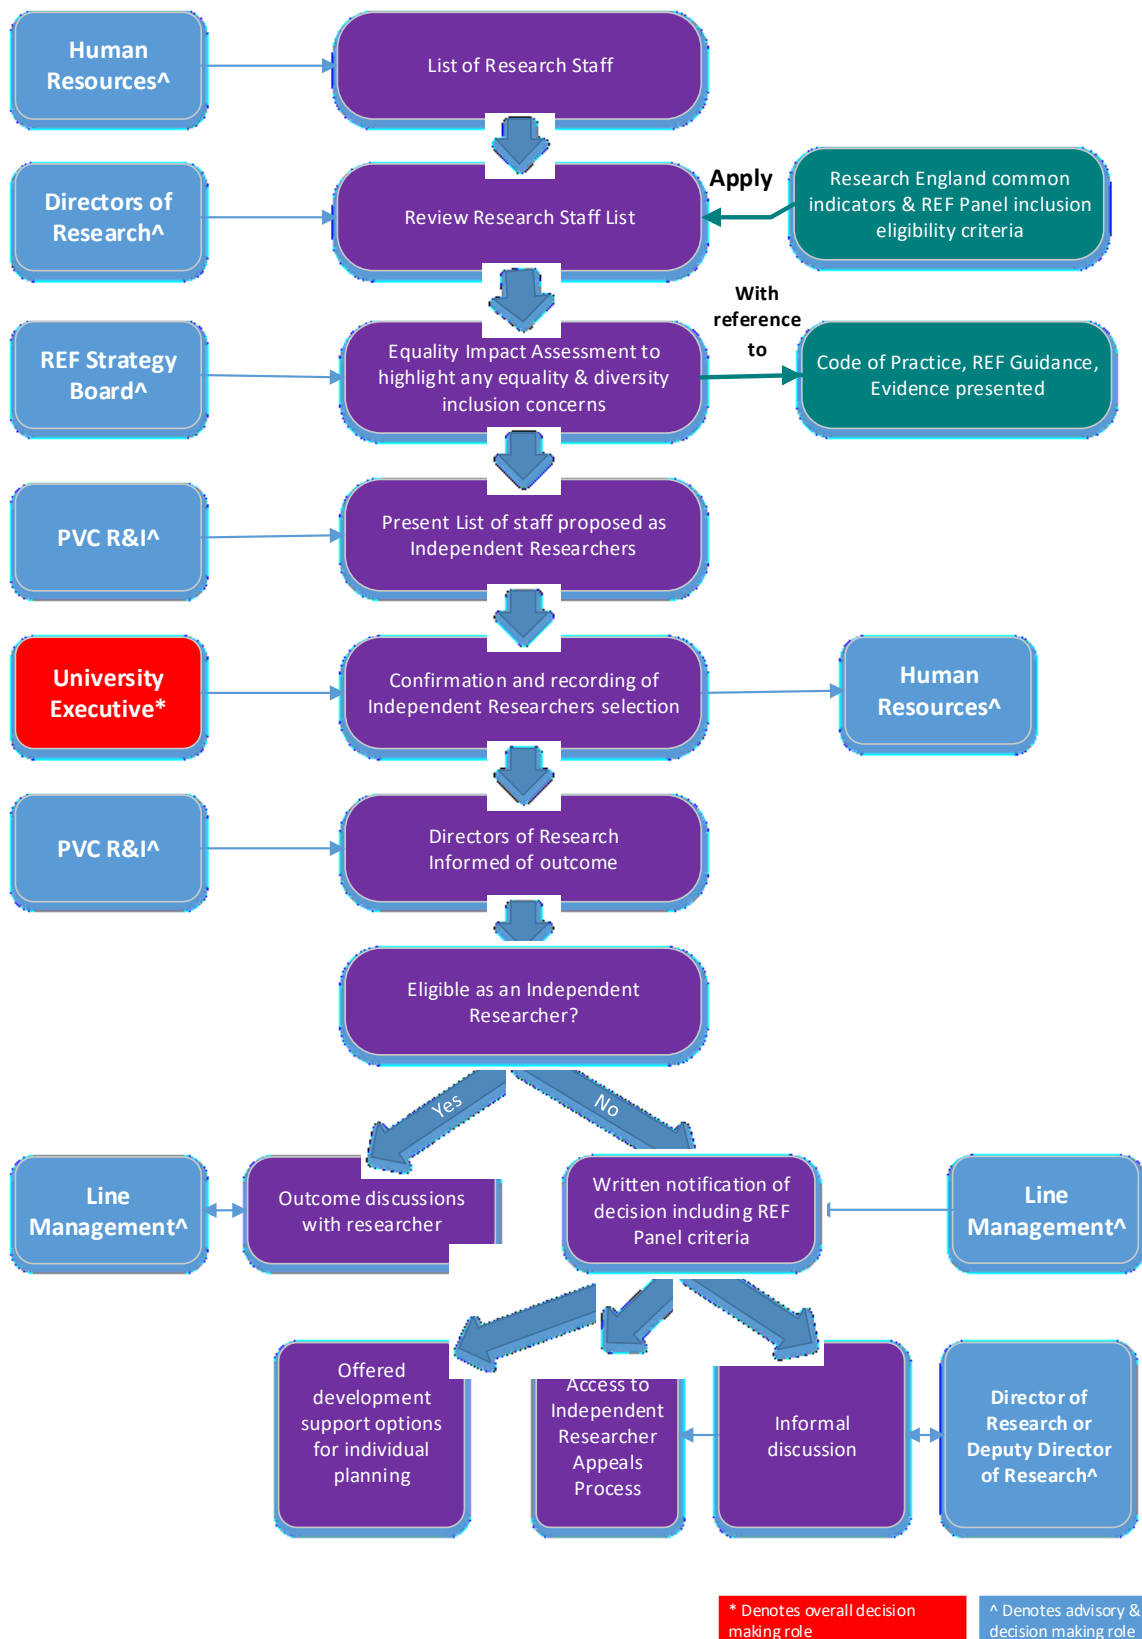 Human
Resources^
List of Research Staff
Directors of
Research^
Review Research Staff List
Apply
Research England common
indicators & REF Panel inclusion
eligibility criteria
With
reference
to
REF Strategy
Board^
Equality Impact Assessment to
highlight any equality & diversity
inclusion concerns
Code of Practice, REF Guidance,
Evidence presented
PVC R&I^
Present List of staff proposed as
Independent Researchers
University
Executive*
Confirmation and recording of
Independent Researchers selection
Human
Resources^
PVC R&I^
Directors of Research
Informed of outcome
Eligible as an Independent
Researcher?
Yes
No
Line
Management^
Outcome discussions
with researcher
Written notification of
decision including REF
Panel criteria
Line
Management^
Offered
development
support options
for individual
planning
Access to
Independent
Researcher
Appeals
Process
Informal
discussion
Director of
Research or
Deputy Director
of Research^
* Denotes overall decision
making role
^ Denotes advisory &
decision making role